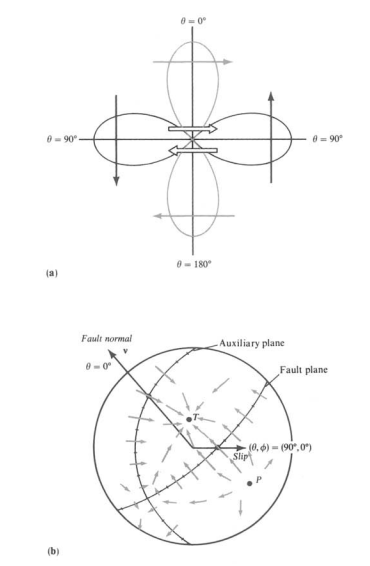 θ = 0°
θ = 90°
θ = 90°
θ = 180°
(a)
Fault normal
ν
θ = 0°
Auxiliary plane
Fault plane
T
(θ, ϕ) = (90°, 0°)
Slip
P
(b)